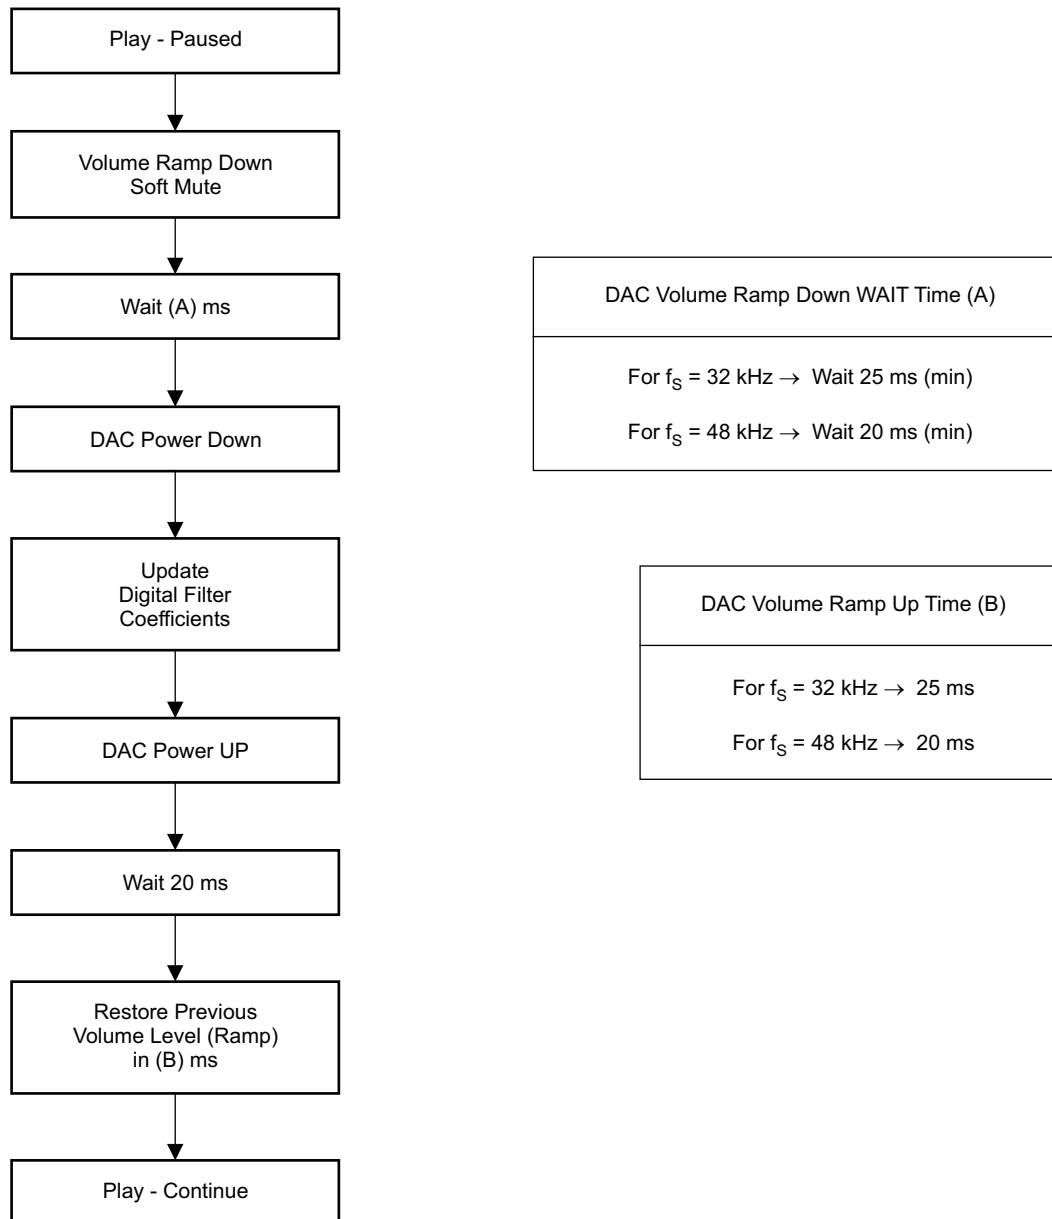 Play - Paused
Volume Ramp Down
Soft Mute
Wait (A) ms
DAC Power Down
Update
Digital Filter
Coefficients
DAC Power UP
Wait 20 ms
Restore Previous
Volume Level (Ramp)
in (B) ms
Play - Continue
DAC Volume Ramp Down WAIT Time (A)
For fS = 32 kHz → Wait 25 ms (min)
For fS = 48 kHz → Wait 20 ms (min)
DAC Volume Ramp Up Time (B)
For fS = 32 kHz → 25 ms
For fS = 48 kHz → 20 ms